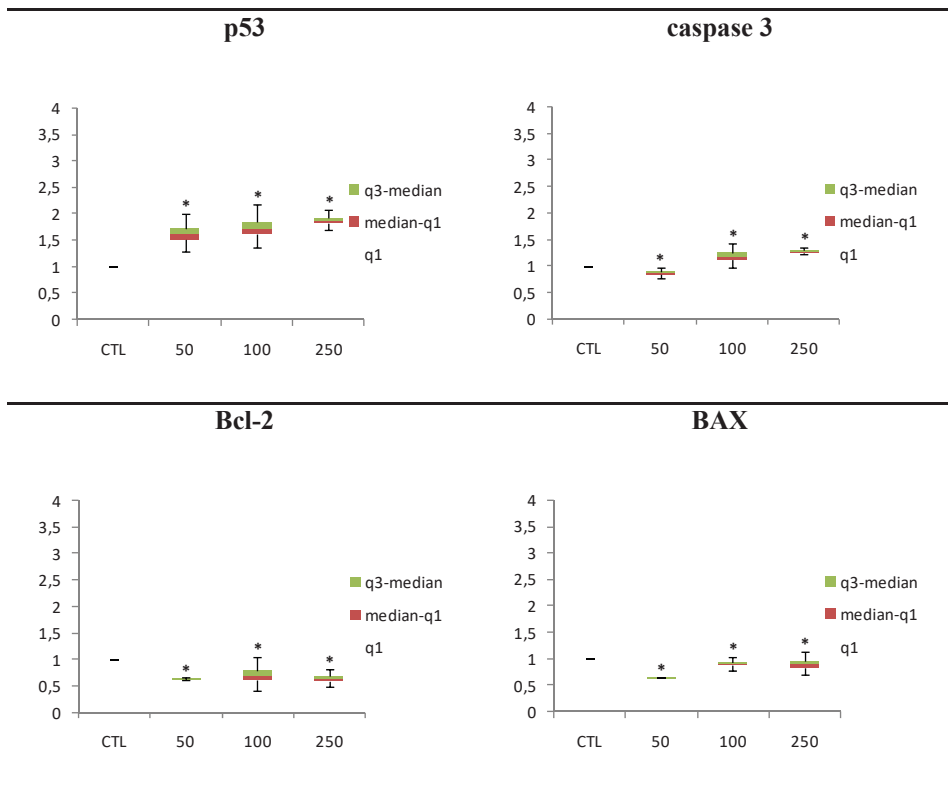 p53
caspase 3
4
3,5
3
2,5
2
1,5
1
0,5
0
* * *
CTL 50 100 250
q3-median
median-q1
q1
4
3,5
3
2,5
2
1,5
1
0,5
0
* * *
CTL 50 100 250
q3-median
median-q1
q1
Bcl-2
BAX
4
3,5
3
2,5
2
1,5
1
0,5
0
* * *
CTL 50 100 250
q3-median
median-q1
q1
4
3,5
3
2,5
2
1,5
1
0,5
0
* * *
CTL 50 100 250
q3-median
median-q1
q1